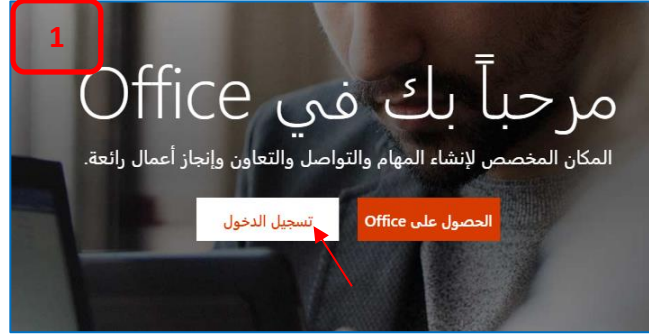 1
مرحباً بك في Office
المكان المخصص لإنشاء المهام والتواصل والتعاون وإنجاز أعمال رائعة.
الحصول على Office
تسجيل الدخول